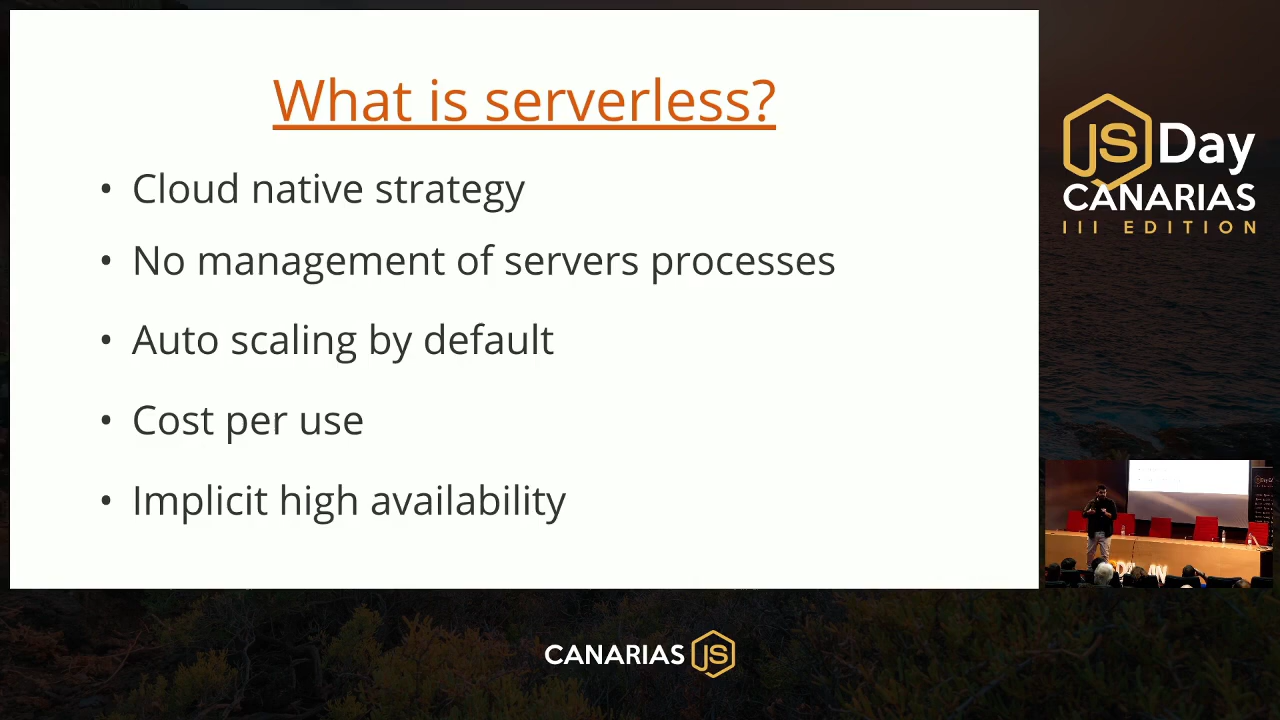 What is serverless?
• Cloud native strategy
• No management of servers processes
• Auto scaling by default
• Cost per use
• Implicit high availability
JS Day
CANARIAS
III EDITION
CANARIAS JS